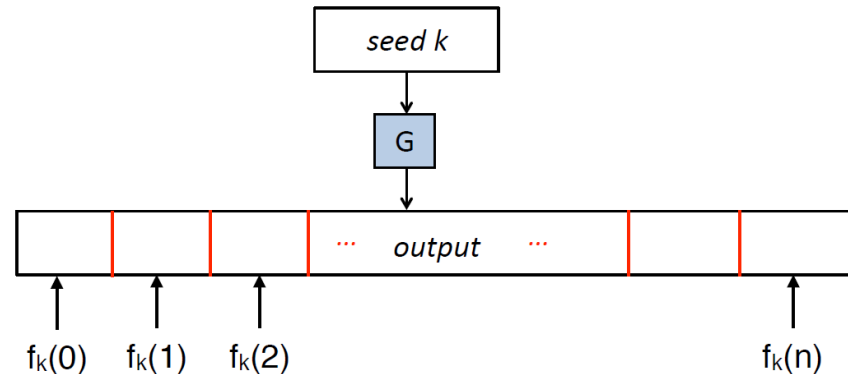 seed k
G
... output ...
fk(0) fk(1) fk(2) fk(n)